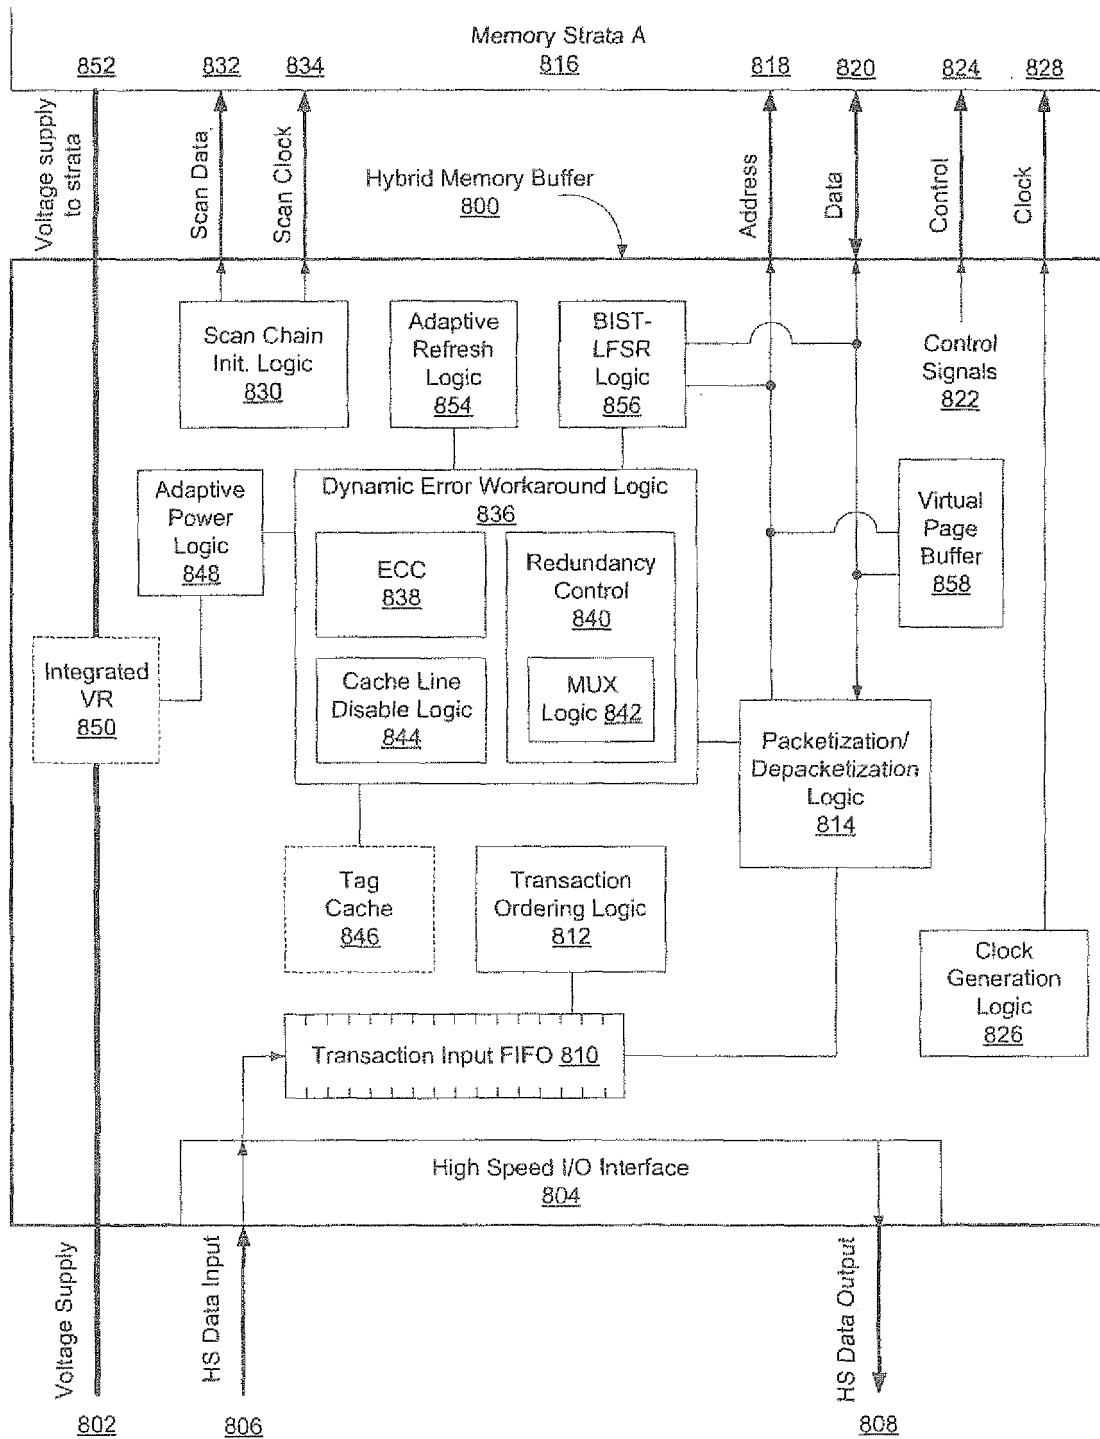 Memory Strata A
852
832
834
816
818
820
824
828
Voltage supply
to strata
Scan Data
Scan Clock
Hybrid Memory Buffer
800
Address
Data
Control
Clock
Scan Chain
Init. Logic
830
Adaptive
Refresh
Logic
854
BIST-
LFSR
Logic
856
Control
Signals
822
Adaptive
Power
Logic
848
Dynamic Error Workaround Logic
836
ECC
838
Redundancy
Control
840
Cache Line
Disable Logic
844
MUX
Logic 842
Virtual
Page
Buffer
858
Integrated
VR
850
Packetization/
Depacketization
Logic
814
Tag
Cache
846
Transaction
Ordering Logic
812
Clock
Generation
Logic
826
Transaction Input FIFO 810
High Speed I/O Interface
804
Voltage Supply
HS Data Input
HS Data Output
802
806
808